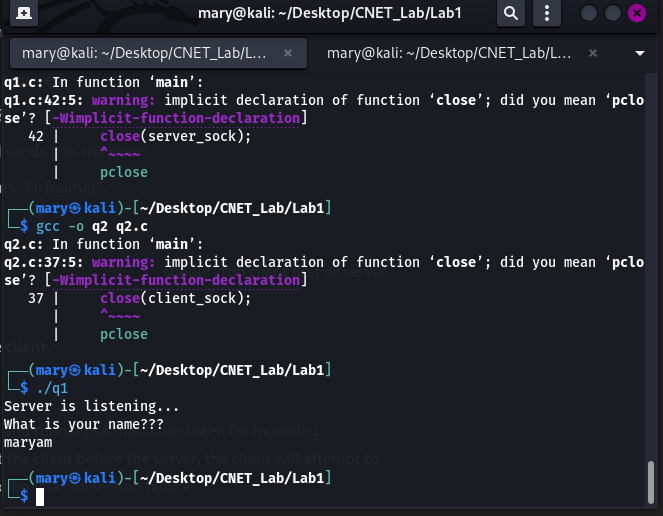 mary@kali: ~/Desktop/CNET_Lab/Lab1
mary@kali: ~/Desktop/CNET_Lab/L... ×
mary@kali: ~/Desktop/CNET_Lab/L... ×
q1.c: In function ‘main’:
q1.c:42:5: warning: implicit declaration of function ‘close’; did you mean ‘pclo
se’? [-Wimplicit-function-declaration]
42 |     close(server_sock);
|     ^~~~~
|     pclose
┌──(mary㉿kali)-[~/Desktop/CNET_Lab/Lab1]
└─$ gcc -o q2 q2.c
q2.c: In function ‘main’:
q2.c:37:5: warning: implicit declaration of function ‘close’; did you mean ‘pclo
se’? [-Wimplicit-function-declaration]
37 |     close(client_sock);
|     ^~~~~
|     pclose
┌──(mary㉿kali)-[~/Desktop/CNET_Lab/Lab1]
└─$ ./q1
Server is listening...
What is your name???
maryam
┌──(mary㉿kali)-[~/Desktop/CNET_Lab/Lab1]
└─$